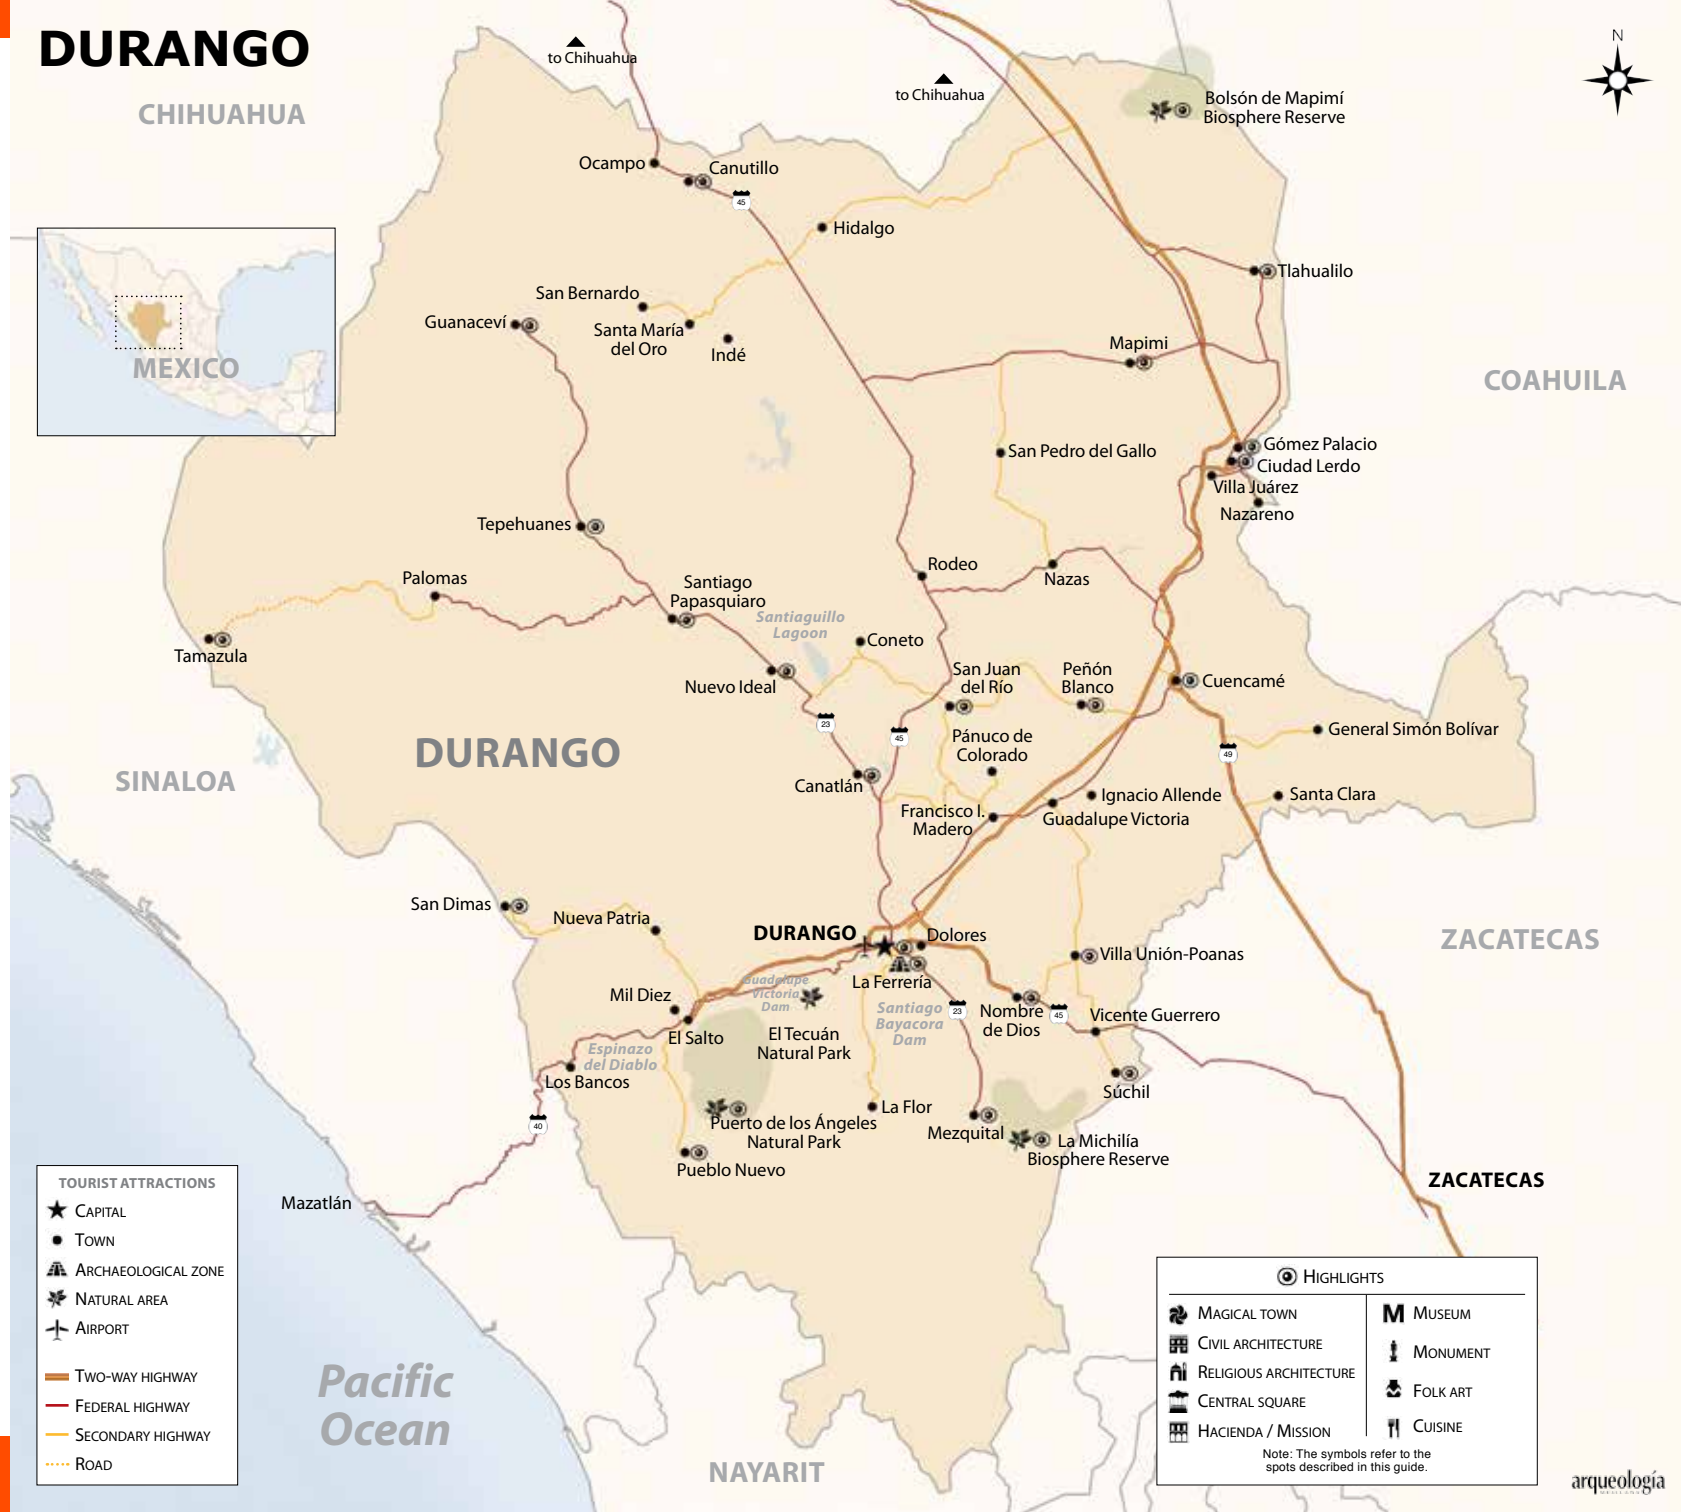 DURANGO
CHIHUAHUA
to Chihuahua
to Chihuahua
N
Bolsón de Mapimí
Biosphere Reserve
Ocampo
Canutillo
45
Hidalgo
Tlahualilo
MEXICO
San Bernardo
Guanaceví
Santa María
del Oro
Indé
Mapimi
COAHUILA
San Pedro del Gallo
Gómez Palacio
Ciudad Lerdo
Villa Juárez
Nazareno
Tepehuanes
Palomas
Santiago
Papasquiaro
Rodeo
Nazas
Santiaguillo
Lagoon
Coneto
Tamazula
Nuevo Ideal
San Juan
del Río
Peñón
Blanco
Cuencamé
23
45
Pánuco de
Colorado
General Simón Bolívar
49
DURANGO
SINALOA
Canatlán
Francisco I.
Madero
Ignacio Allende
Guadalupe Victoria
Santa Clara
San Dimas
Nueva Patria
DURANGO
Dolores
ZACATECAS
Villa Unión-Poanas
La Ferrería
Guadalupe
Victoria
Dam
Mil Diez
El Salto
El Tecuán
Natural Park
Santiago
Bayacora
Dam
23
Nombre
de Dios
45
Vicente Guerrero
Espinazo
del Diablo
Los Bancos
Súchil
40
La Flor
Puerto de los Ángeles
Natural Park
Mezquital
La Michilía
Biosphere Reserve
Pueblo Nuevo
ZACATECAS
Mazatlán
TOURIST ATTRACTIONS
CAPITAL
TOWN
ARCHAEOLOGICAL ZONE
NATURAL AREA
AIRPORT
TWO-WAY HIGHWAY
FEDERAL HIGHWAY
SECONDARY HIGHWAY
ROAD
Pacific
Ocean
NAYARIT
HIGHLIGHTS
MAGICAL TOWN
CIVIL ARCHITECTURE
RELIGIOUS ARCHITECTURE
CENTRAL SQUARE
HACIENDA / MISSION
M MUSEUM
MONUMENT
FOLK ART
CUISINE
Note: The symbols refer to the
spots described in this guide.
arqueología